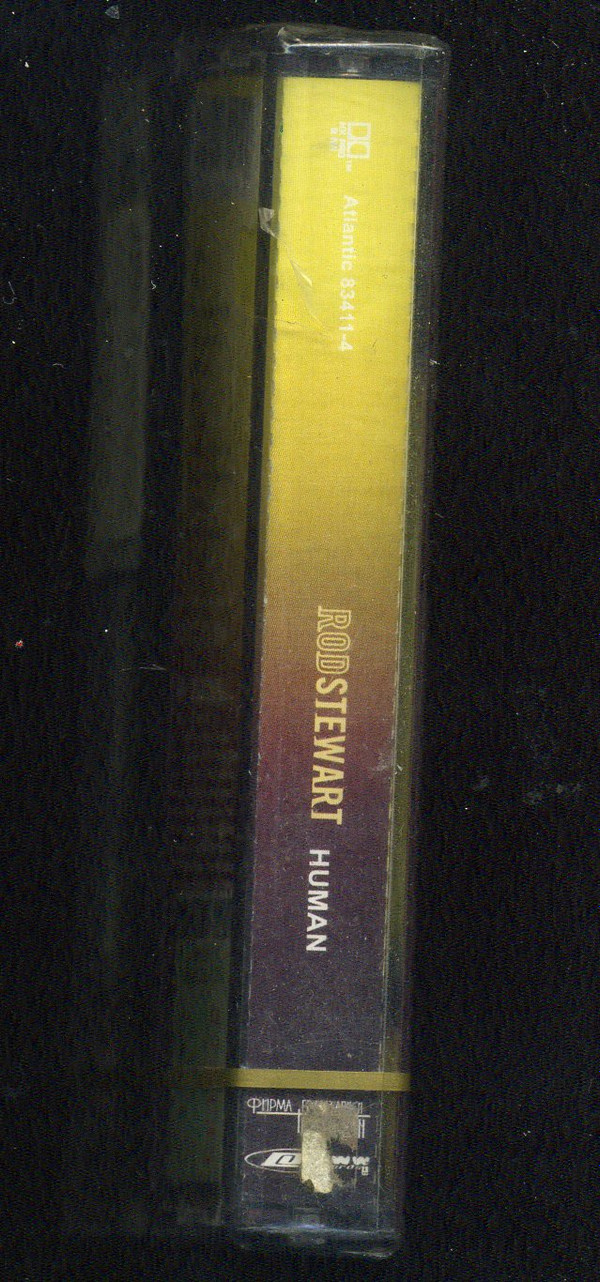 Atlantic 83411-4
RODSTEWART HUMAN
ФИРМА